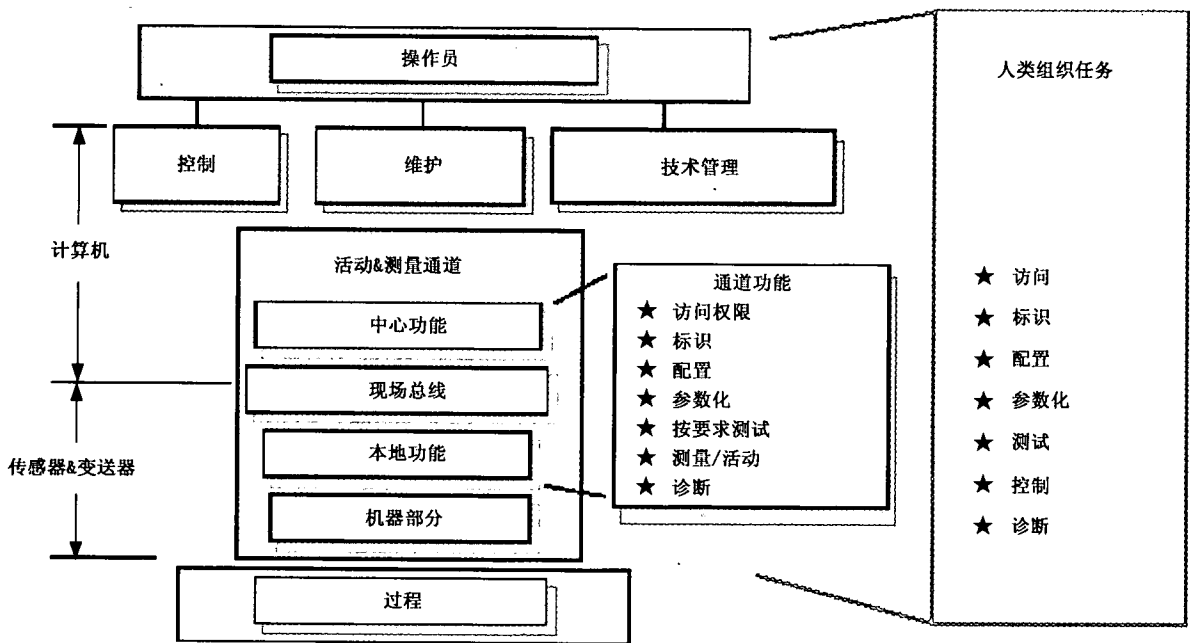 操作员
人类组织任务
控制
维护
技术管理
计算机
活动&测量通道
中心功能
现场总线
本地功能
机器部分
传感器&变送器
通道功能
★ 访问权限
★ 标识
★ 配置
★ 参数化
★ 按要求测试
★ 测量/活动
★ 诊断
★ 访问
★ 标识
★ 配置
★ 参数化
★ 测试
★ 控制
★ 诊断
过程